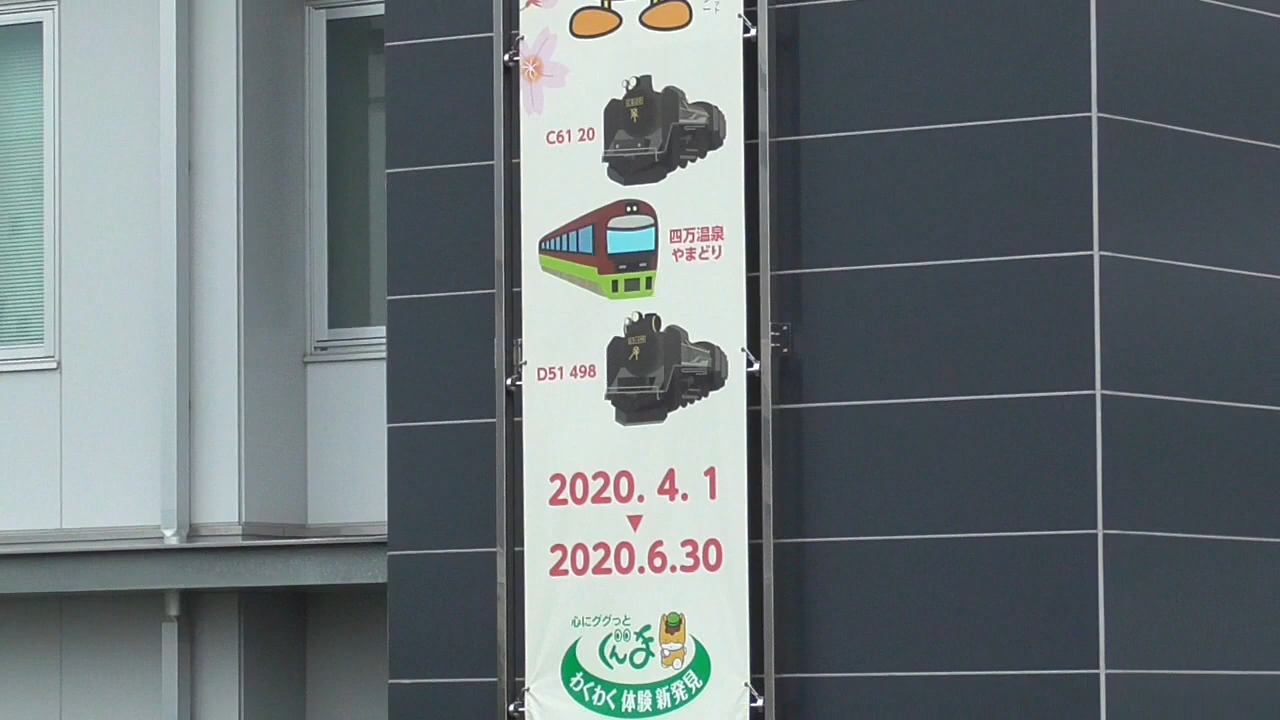 C61 20
四万温泉
やまどり
D51 498
2020. 4. 1
2020.6.30
心にググっと
ぐんま
わくわく 体験 新発見